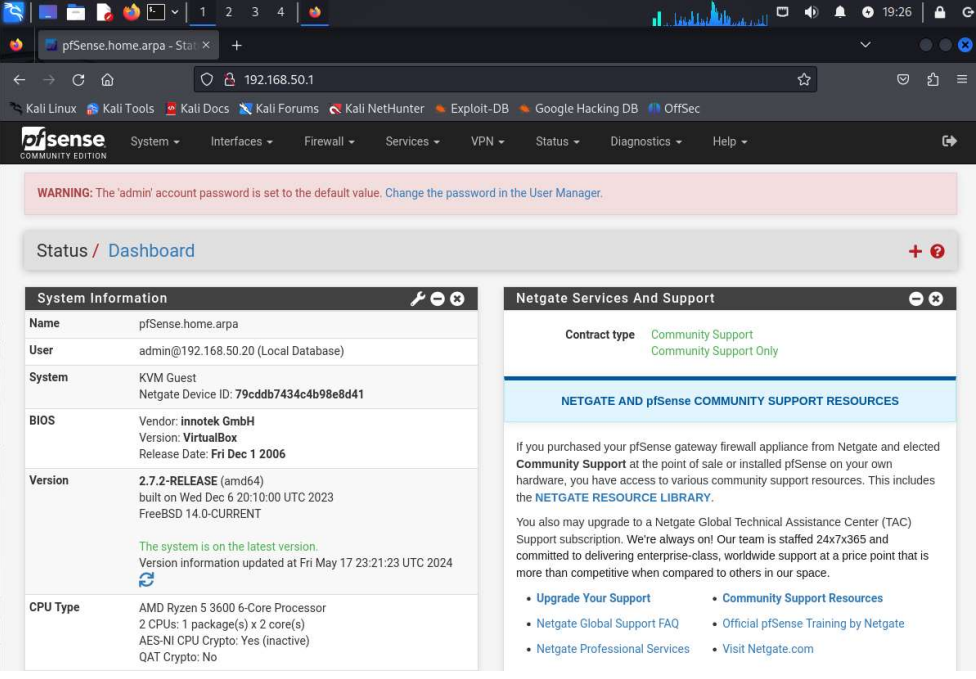 1 2 3 4
19:26
pfSense.home.arpa - Stat
192.168.50.1
Kali Linux Kali Tools Kali Docs Kali Forums Kali NetHunter Exploit-DB Google Hacking DB OffSec
pfsense
COMMUNITY EDITION
System Interfaces Firewall Services VPN Status Diagnostics Help
WARNING: The 'admin' account password is set to the default value. Change the password in the User Manager.
Status / Dashboard
System Information
Name pfSense.home.arpa
User admin@192.168.50.20 (Local Database)
System KVM Guest
Netgate Device ID: 79cddb7434c4b98e8d41
BIOS Vendor: innotek GmbH
Version: VirtualBox
Release Date: Fri Dec 1 2006
Version 2.7.2-RELEASE (amd64)
built on Wed Dec 6 20:10:00 UTC 2023
FreeBSD 14.0-CURRENT
The system is on the latest version.
Version information updated at Fri May 17 23:21:23 UTC 2024
CPU Type AMD Ryzen 5 3600 6-Core Processor
2 CPUs: 1 package(s) x 2 core(s)
AES-NI CPU Crypto: Yes (inactive)
QAT Crypto: No
Netgate Services And Support
Contract type Community Support
Community Support Only
NETGATE AND pfSense COMMUNITY SUPPORT RESOURCES
If you purchased your pfSense gateway firewall appliance from Netgate and elected
Community Support at the point of sale or installed pfSense on your own
hardware, you have access to various community support resources. This includes
the NETGATE RESOURCE LIBRARY.
You also may upgrade to a Netgate Global Technical Assistance Center (TAC)
Support subscription. We're always on! Our team is staffed 24x7x365 and
committed to delivering enterprise-class, worldwide support at a price point that is
more than competitive when compared to others in our space.
• Upgrade Your Support • Community Support Resources
• Netgate Global Support FAQ • Official pfSense Training by Netgate
• Netgate Professional Services • Visit Netgate.com